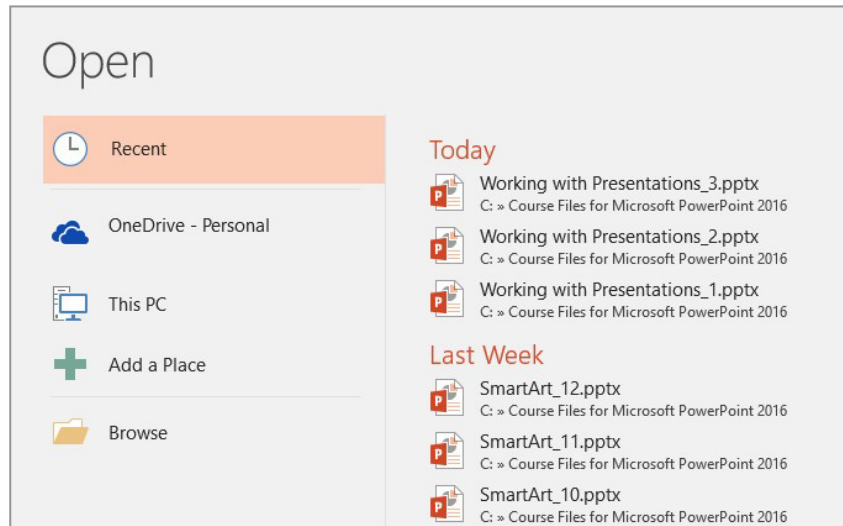 Open
Recent
OneDrive - Personal
This PC
Add a Place
Browse
Today
Working with Presentations_3.pptx
C: » Course Files for Microsoft PowerPoint 2016
Working with Presentations_2.pptx
C: » Course Files for Microsoft PowerPoint 2016
Working with Presentations_1.pptx
C: » Course Files for Microsoft PowerPoint 2016
Last Week
SmartArt_12.pptx
C: » Course Files for Microsoft PowerPoint 2016
SmartArt_11.pptx
C: » Course Files for Microsoft PowerPoint 2016
SmartArt_10.pptx
C: » Course Files for Microsoft PowerPoint 2016